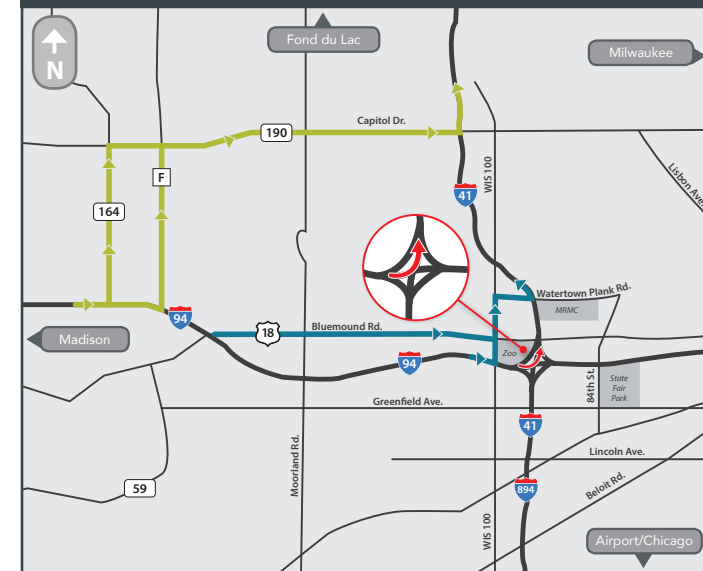 N
Fond du Lac
Milwaukee
Capitol Dr.
190
WIS 100
Lisbon Ave.
F
164
41
Watertown Plank Rd.
MRMC
94
Bluemound Rd.
18
Madison
Zoo
94
84th St.
State
Fair
Park
Greenfield Ave.
41
Moorland Rd.
Lincoln Ave.
59
894
Beloit Rd.
WIS 100
Airport/Chicago